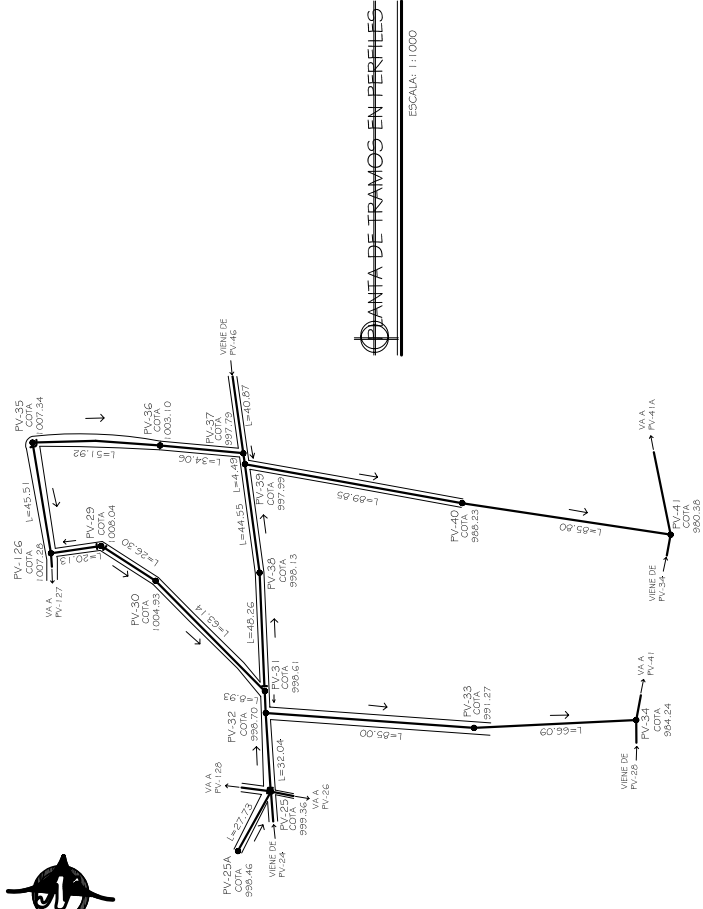 PLANTA DE TRAMOS EN PERFILES
ESCALA: 1:1000
PV-35
COTA
1007.34
L=45.51
L=51.92
PV-36
COTA
1003.10
L=34.06
PV-37
COTA
997.79
VIENE DE
PV-46
L=40.87
L=4.49
PV-126
COTA
1007.28
VA A
PV-127
L=20.13
PV-29
COTA
1008.04
L=26.30
PV-30
COTA
1004.93
L=63.14
PV-39
COTA
997.99
L=44.55
L=89.85
PV-38
COTA
998.13
L=48.26
PV-40
COTA
988.23
L=85.80
VA A
PV-41A
PV-41
COTA
980.38
VIENE DE
PV-34
PV-31
COTA
998.61
L=8.93
PV-32
COTA
998.70
L=32.04
L=85.00
PV-33
COTA
991.27
L=66.09
VA A
PV-41
PV-34
COTA
984.24
VIENE DE
PV-28
VA A
PV-128
PV-25
COTA
999.36
VA A
PV-26
L=27.73
VIENE DE
PV-24
PV-25A
COTA
998.46